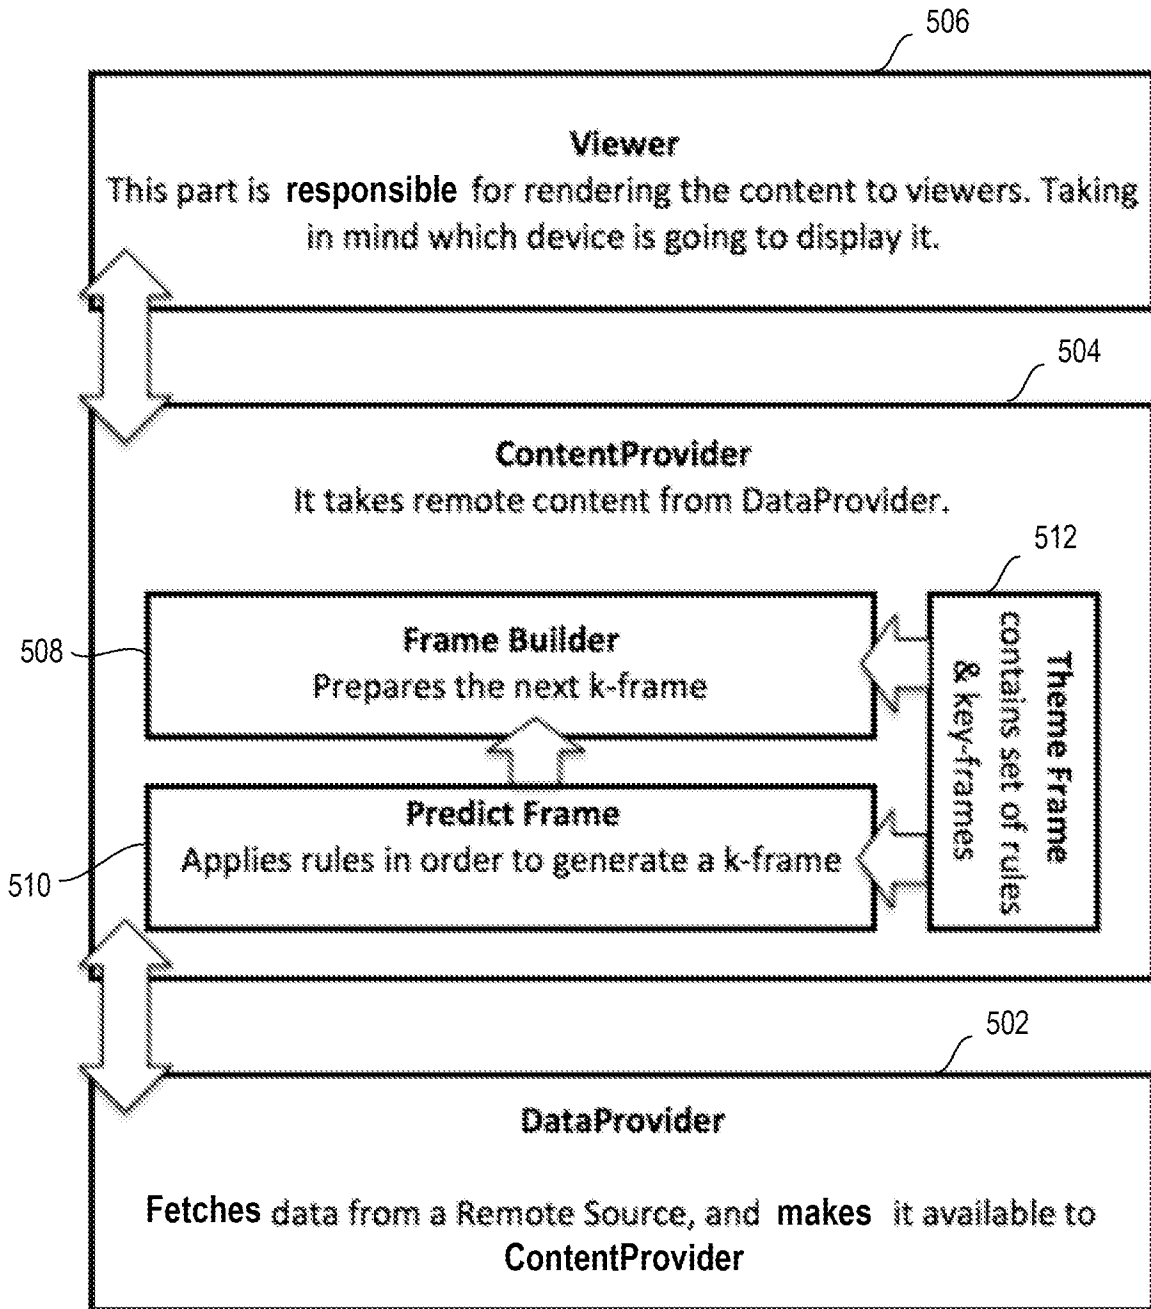 506
Viewer
This part is responsible for rendering the content to viewers. Taking
in mind which device is going to display it.
504
ContentProvider
It takes remote content from DataProvider.
512
508
Frame Builder
Prepares the next k-frame
Theme Frame
contains set of rules
& key-frames
510
Predict Frame
Applies rules in order to generate a k-frame
502
DataProvider
Fetches data from a Remote Source, and makes it available to
ContentProvider